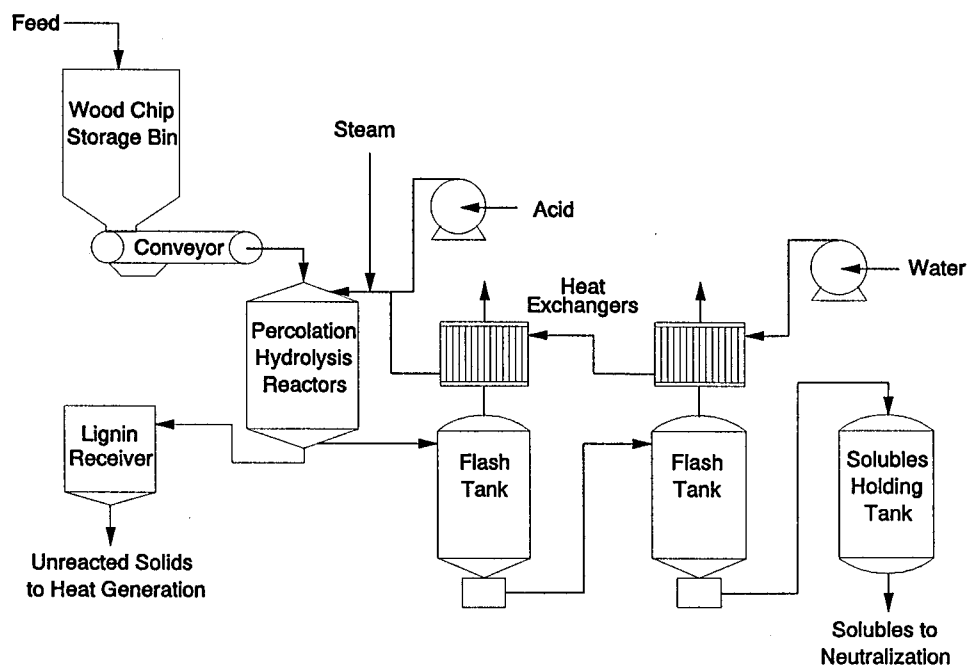 Feed
Wood Chip
Storage Bin
Steam
Acid
Conveyor
Water
Heat
Exchangers
Percolation
Hydrolysis
Reactors
Lignin
Receiver
Flash
Tank
Flash
Tank
Solubles
Holding
Tank
Unreacted Solids
to Heat Generation
Solubles to
Neutralization